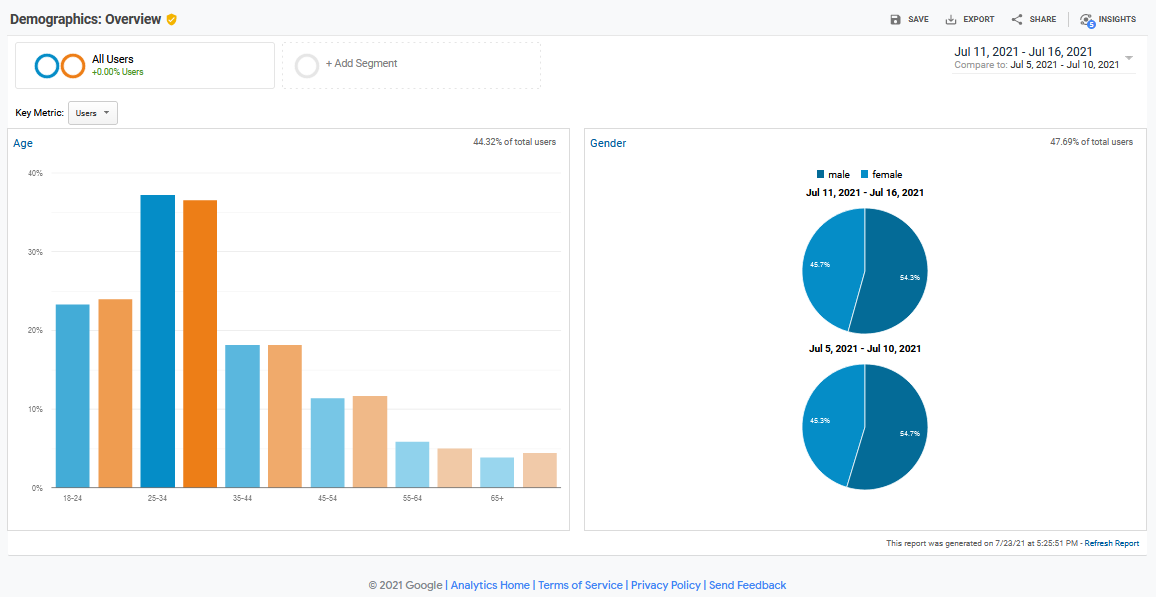 Demographics: Overview
SAVE EXPORT SHARE INSIGHTS
5
All Users
+0.00% Users
+ Add Segment
Jul 11, 2021 - Jul 16, 2021
Compare to: Jul 5, 2021 - Jul 10, 2021
Key Metric: Users
Age
44.32% of total users
40%
30%
20%
10%
0%
18-24 25-34 35-44 45-54 55-64 65+
Gender
47.69% of total users
male female
Jul 11, 2021 - Jul 16, 2021
45.7%
54.3%
Jul 5, 2021 - Jul 10, 2021
45.3%
54.7%
This report was generated on 7/23/21 at 5:25:51 PM - Refresh Report
© 2021 Google | Analytics Home | Terms of Service | Privacy Policy | Send Feedback